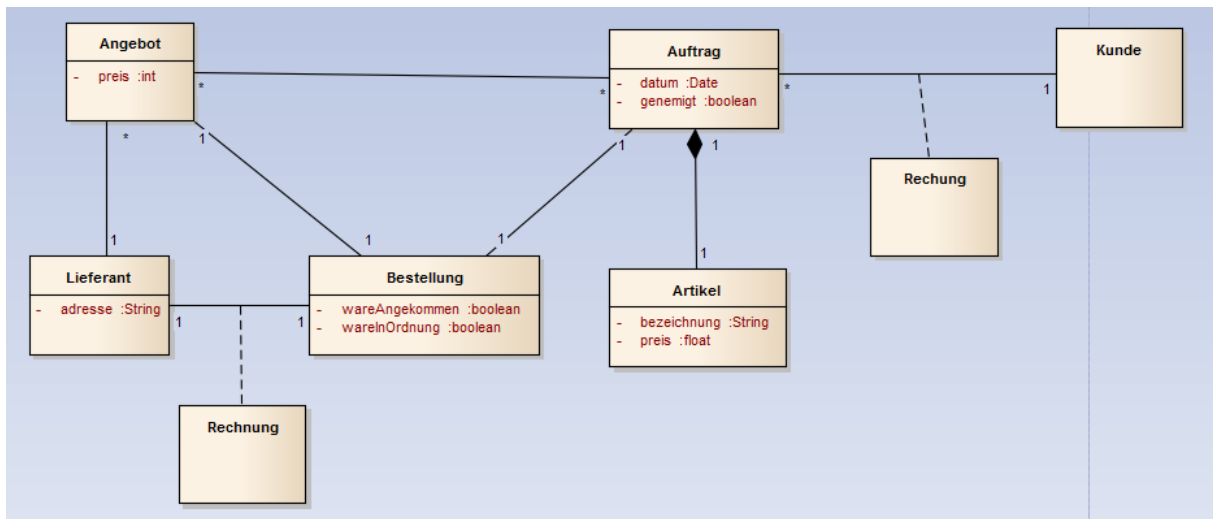 Angebot
- preis :int
Auftrag
- datum :Date
- genemigt :boolean
Kunde
*
*
*
1
*
1
1
1
Rechung
1
1
1
1
Lieferant
- adresse :String
Bestellung
- wareAngekommen :boolean
- wareInOrdnung :boolean
Artikel
- bezeichnung :String
- preis :float
1
1
Rechnung